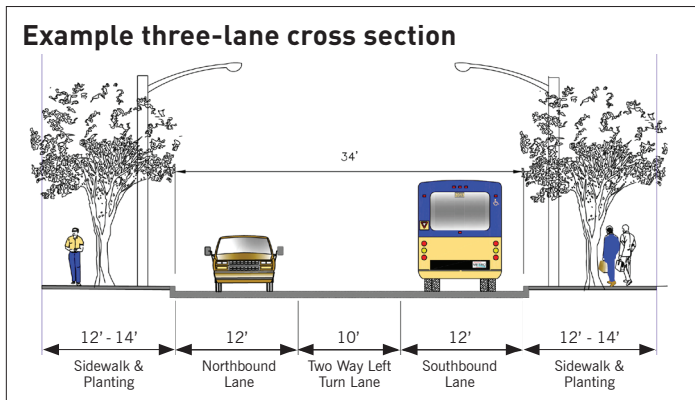 Example three-lane cross section
34'
12' - 14'
12'
10'
12'
12' - 14'
Sidewalk &
Planting
Northbound
Lane
Two Way Left
Turn Lane
Southbound
Lane
Sidewalk &
Planting